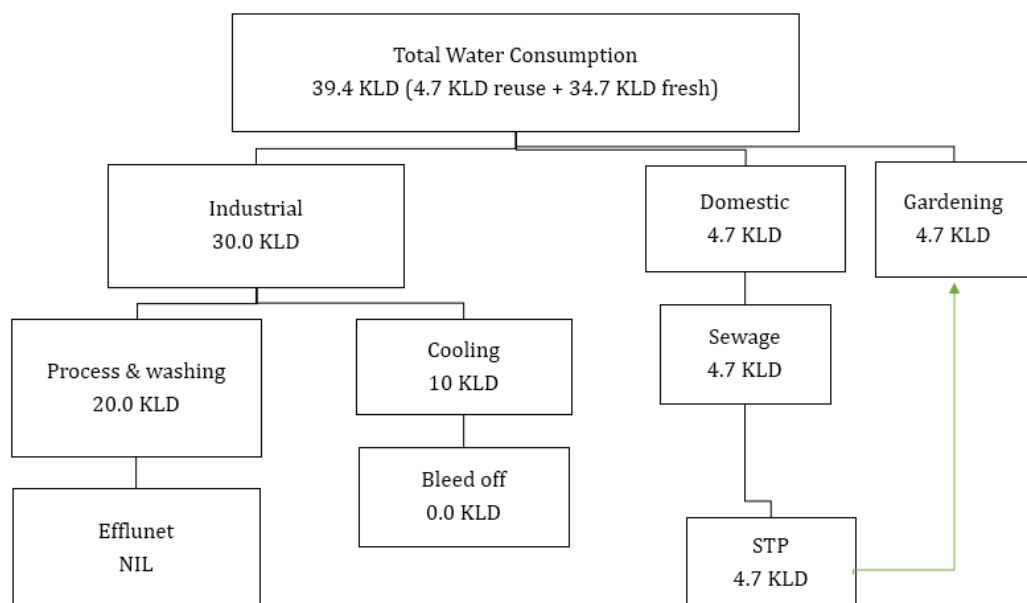 Total Water Consumption
39.4 KLD (4.7 KLD reuse + 34.7 KLD fresh)
Industrial
30.0 KLD
Domestic
4.7 KLD
Gardening
4.7 KLD
Process & washing
20.0 KLD
Cooling
10 KLD
Sewage
4.7 KLD
Efflunet
NIL
Bleed off
0.0 KLD
STP
4.7 KLD